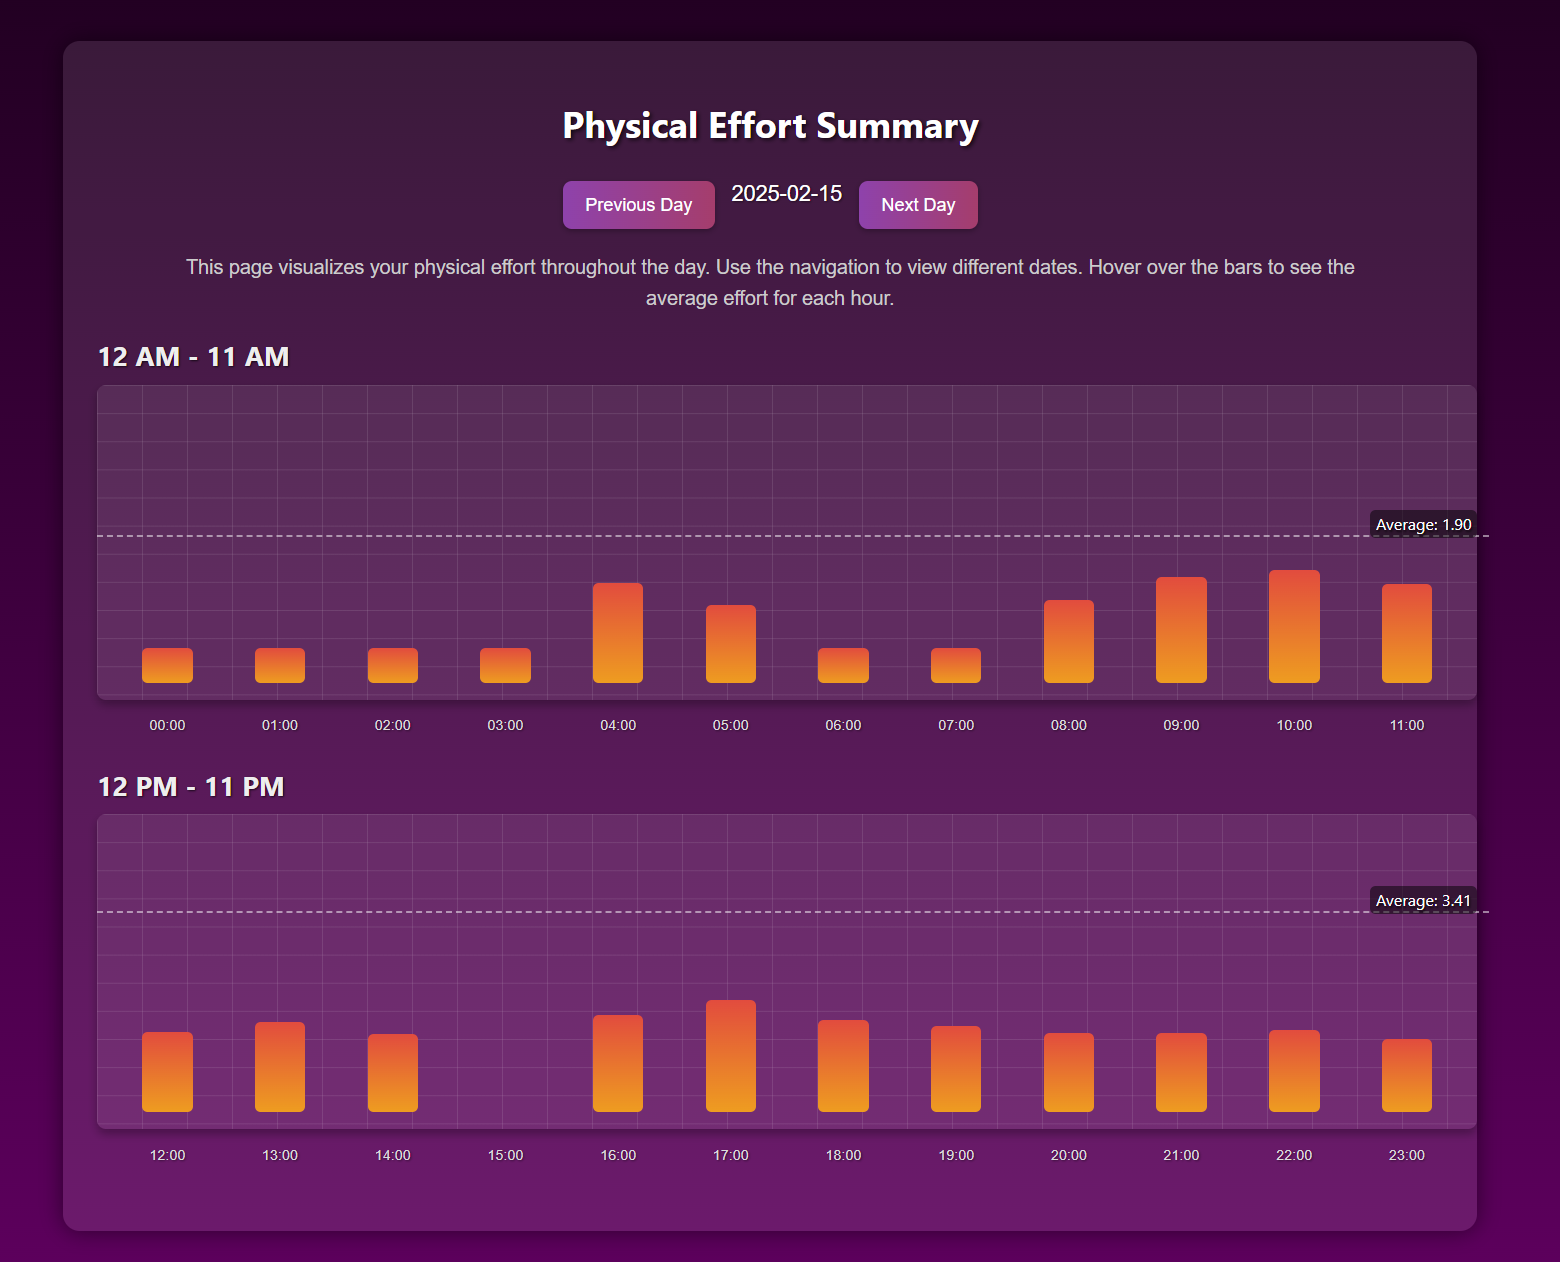 Physical Effort Summary
Previous Day 2025-02-15 Next Day
This page visualizes your physical effort throughout the day. Use the navigation to view different dates. Hover over the bars to see the
average effort for each hour.
12 AM - 11 AM
Average: 1.90
00:00 01:00 02:00 03:00 04:00 05:00 06:00 07:00 08:00 09:00 10:00 11:00
12 PM - 11 PM
Average: 3.41
12:00 13:00 14:00 15:00 16:00 17:00 18:00 19:00 20:00 21:00 22:00 23:00